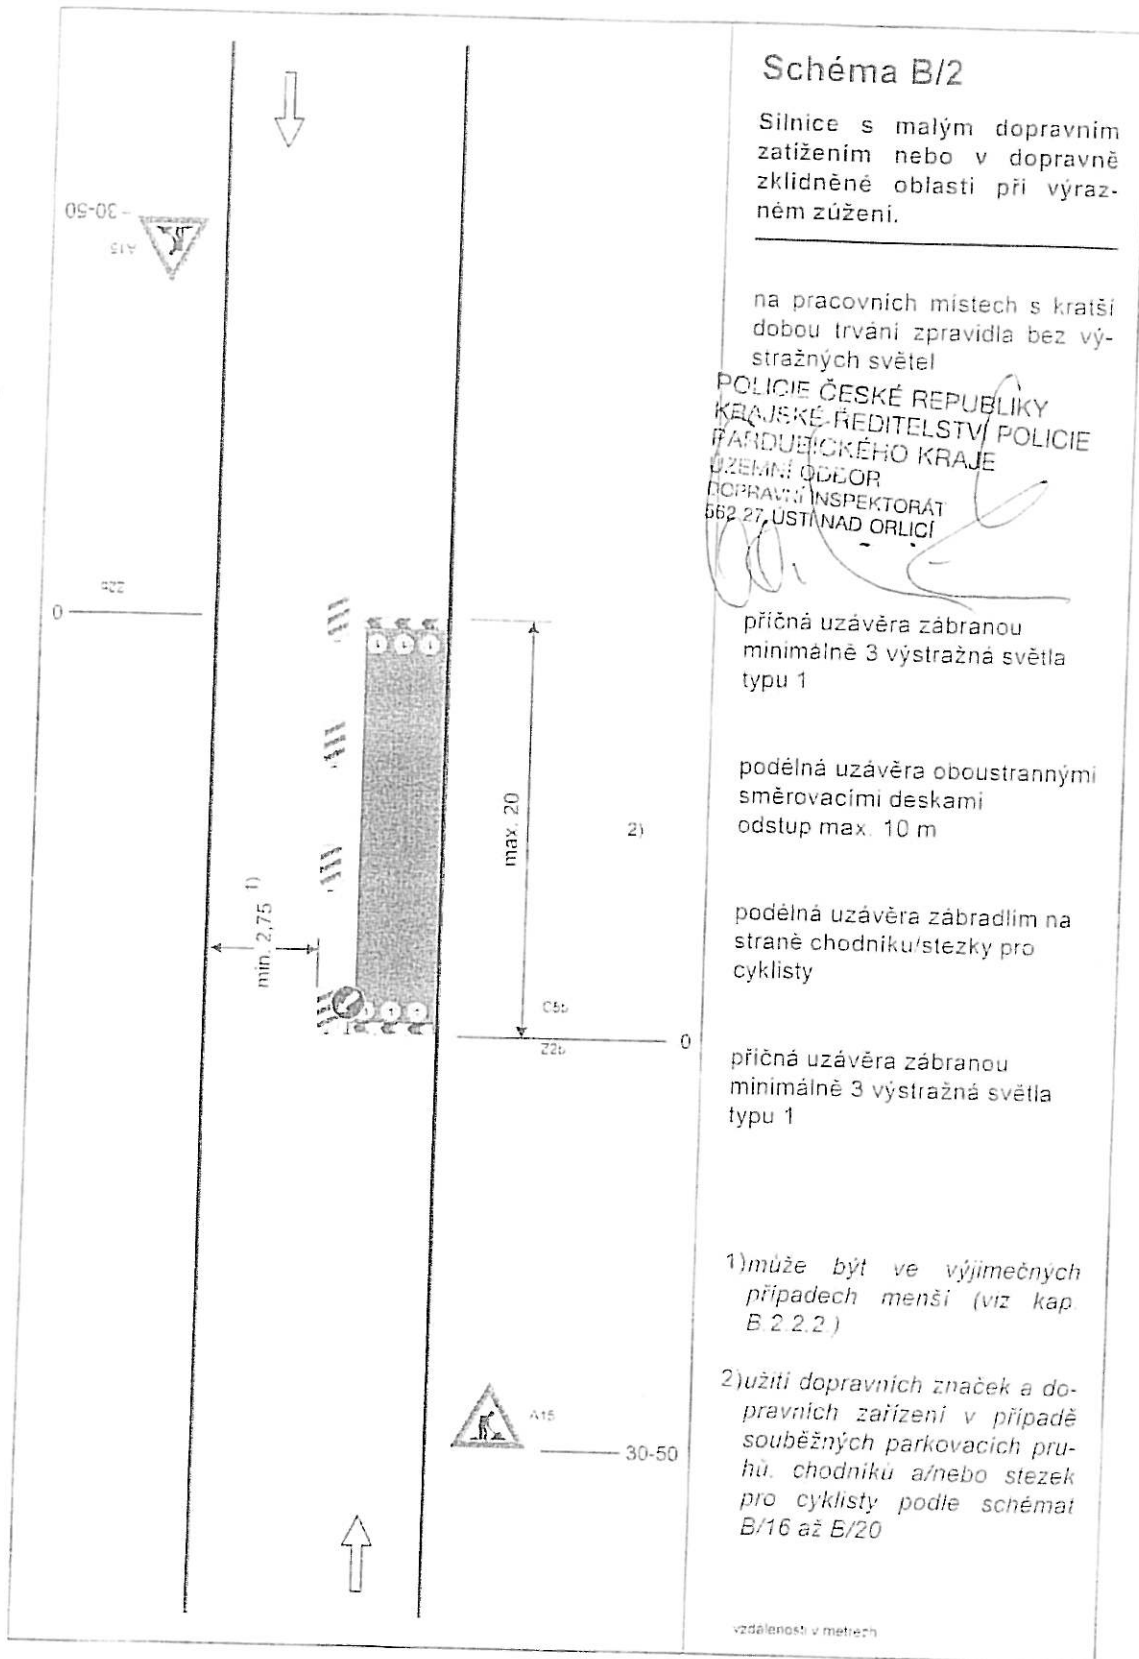 Schéma B/2
Silnice s malým dopravním
zatížením nebo v dopravně
zklidněné oblasti při výraz-
ném zúžení.
na pracovních místech s kratší
dobou trvání zpravidla bez vý-
stražných světel
POLICIE ČESKÉ REPUBLIKY
KRAJSKÉ ŘEDITELSTVÍ POLICIE
PARDUBICKÉHO KRAJE
ÚZEMNÍ ODBOR
DOPRAVNÍ INSPEKTORÁT
562 27 ÚSTÍ NAD ORLICÍ
příčná uzávěra zábranou
minimálně 3 výstražná světla
typu 1
podélná uzávěra oboustrannými
směrovacími deskami
odstup max. 10 m
podélná uzávěra zábradlím na
straně chodníku/stezky pro
cyklisty
příčná uzávěra zábranou
minimálně 3 výstražná světla
typu 1
1)může být ve výjimečných
případech menší (viz kap.
B.2.2.2.)
2)užití dopravních značek a do-
pravních zařízení v případě
souběžných parkovacích pru-
hů, chodníků a/nebo stezek
pro cyklisty podle schémat
B/16 až B/20
vzdálenosti v metrech
30-50
A15
Z2b
0
max. 20
2)
min. 2,75 1)
C5b
Z2b
0
A15
30-50